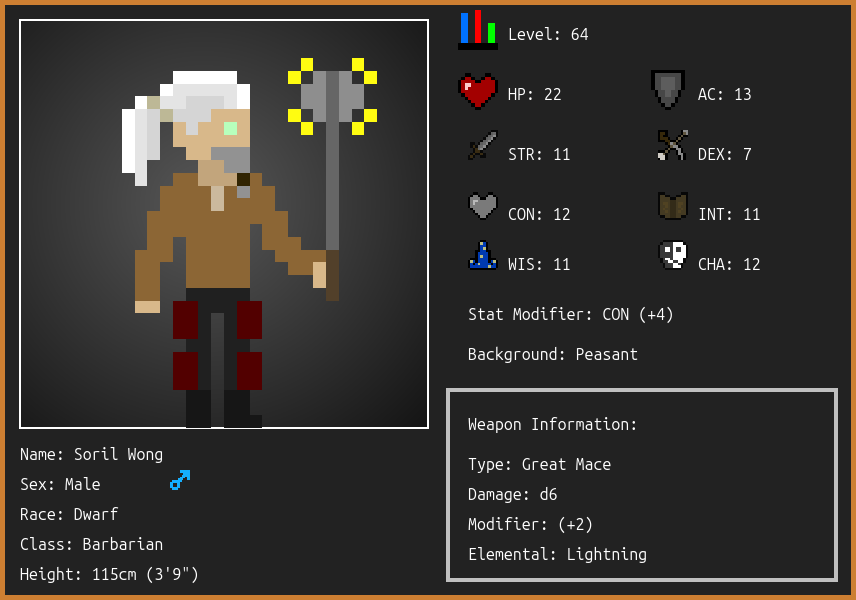 Level: 64
HP: 22
AC: 13
STR: 11
DEX: 7
CON: 12
INT: 11
WIS: 11
CHA: 12
Stat Modifier: CON (+4)
Background: Peasant
Weapon Information:
Type: Great Mace
Damage: d6
Modifier: (+2)
Elemental: Lightning
Name: Soril Wong
Sex: Male
Race: Dwarf
Class: Barbarian
Height: 115cm (3'9")